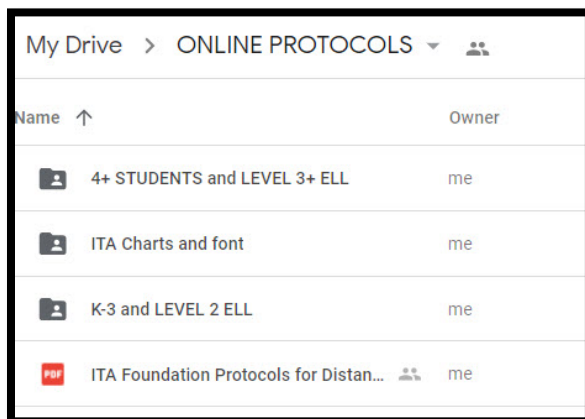 My Drive > ONLINE PROTOCOLS
Name Owner
4+ STUDENTS and LEVEL 3+ ELL me
ITA Charts and font me
K-3 and LEVEL 2 ELL me
PDF ITA Foundation Protocols for Distan... me